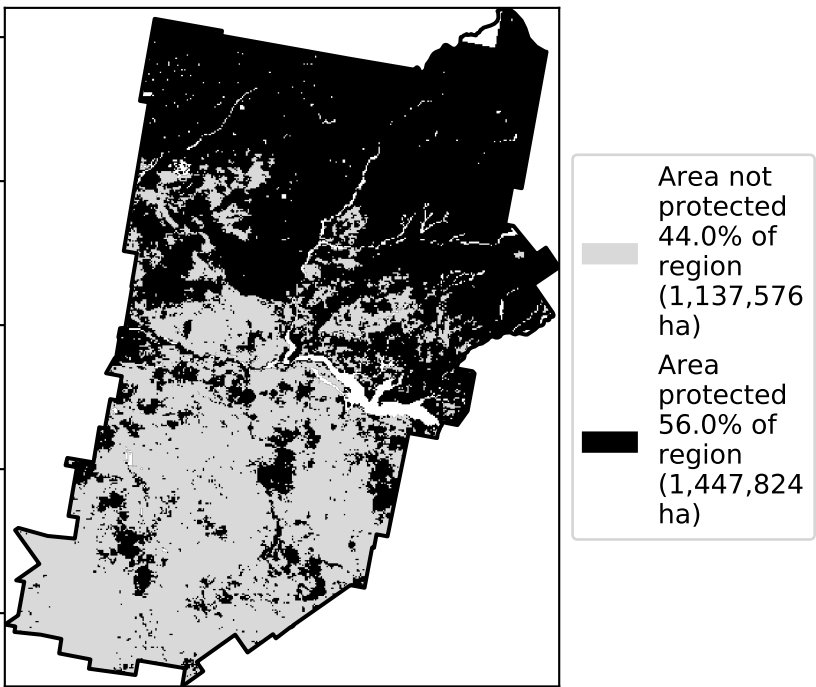 Area not
protected
44.0% of
region
(1,137,576
ha)
Area
protected
56.0% of
region
(1,447,824
ha)